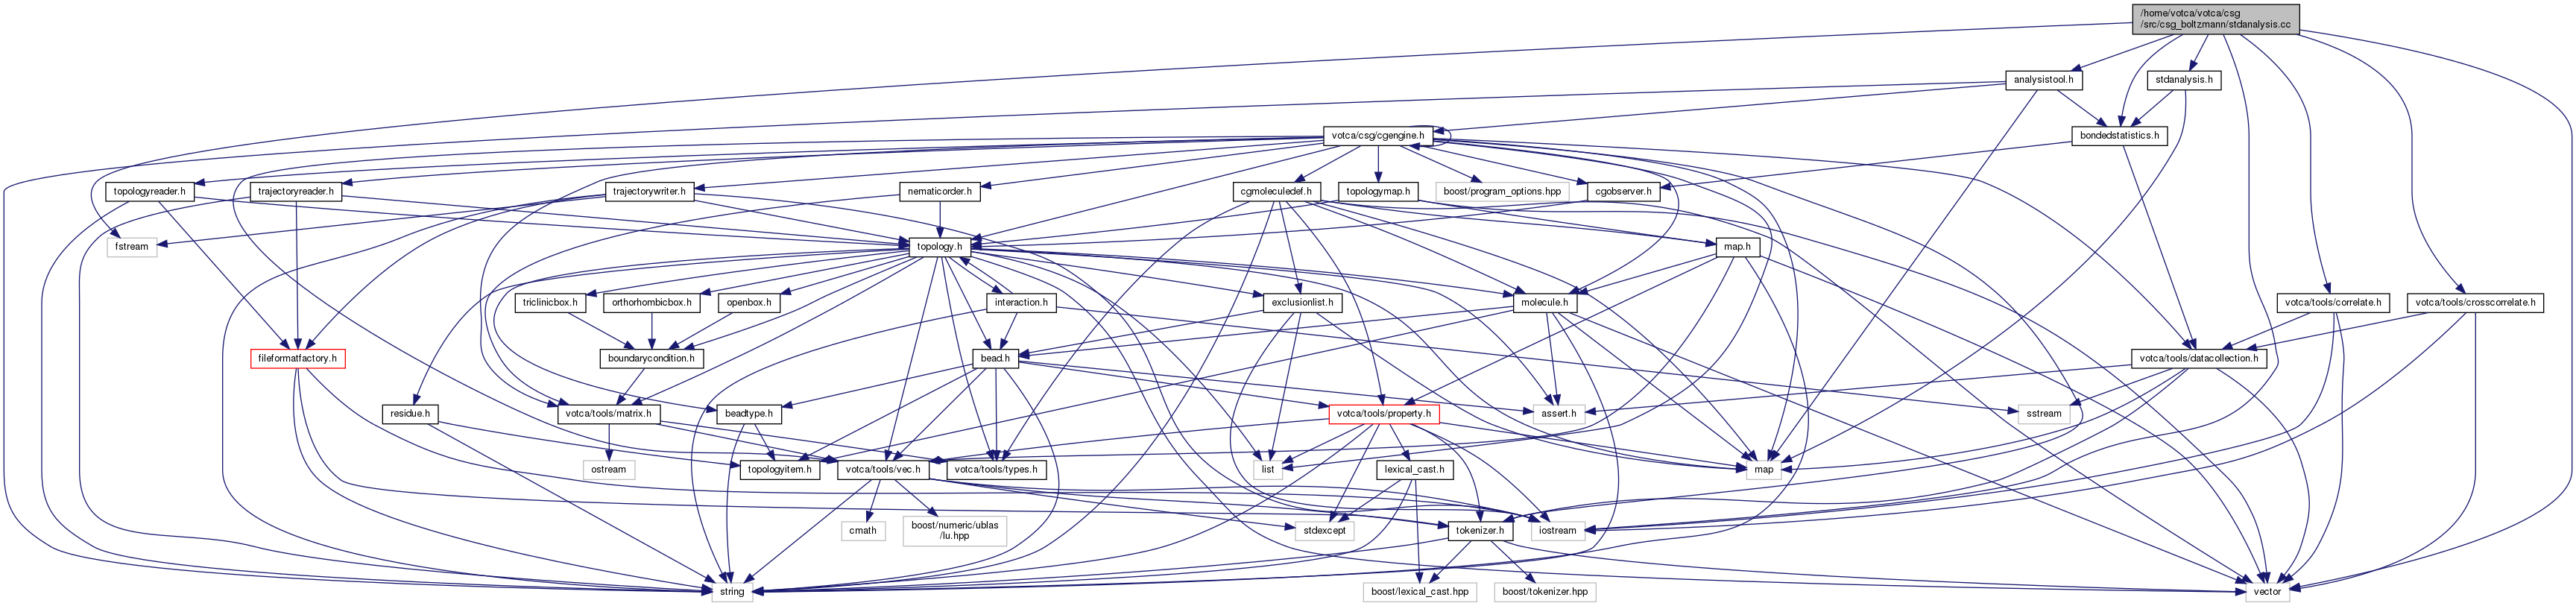 /home/votca/votca/csg
/src/csg_boltzmann/stdanalysis.cc
analysistool.h
stdanalysis.h
votca/csg/cgengine.h
bondedstatistics.h
topologyreader.h
trajectoryreader.h
trajectorywriter.h
nematicorder.h
cgmoleculedef.h
topologymap.h
boost/program_options.hpp
cgobserver.h
fstream
topology.h
map.h
triclinicbox.h
orthorhombicbox.h
openbox.h
interaction.h
exclusionlist.h
molecule.h
votca/tools/correlate.h
votca/tools/crosscorrelate.h
fileformatfactory.h
boundarycondition.h
bead.h
votca/tools/datacollection.h
residue.h
votca/tools/matrix.h
beadtype.h
votca/tools/property.h
assert.h
sstream
ostream
topologyitem.h
votca/tools/vec.h
votca/tools/types.h
lexical_cast.h
list
map
cmath
boost/numeric/ublas
/lu.hpp
stdexcept
tokenizer.h
iostream
string
boost/lexical_cast.hpp
boost/tokenizer.hpp
vector